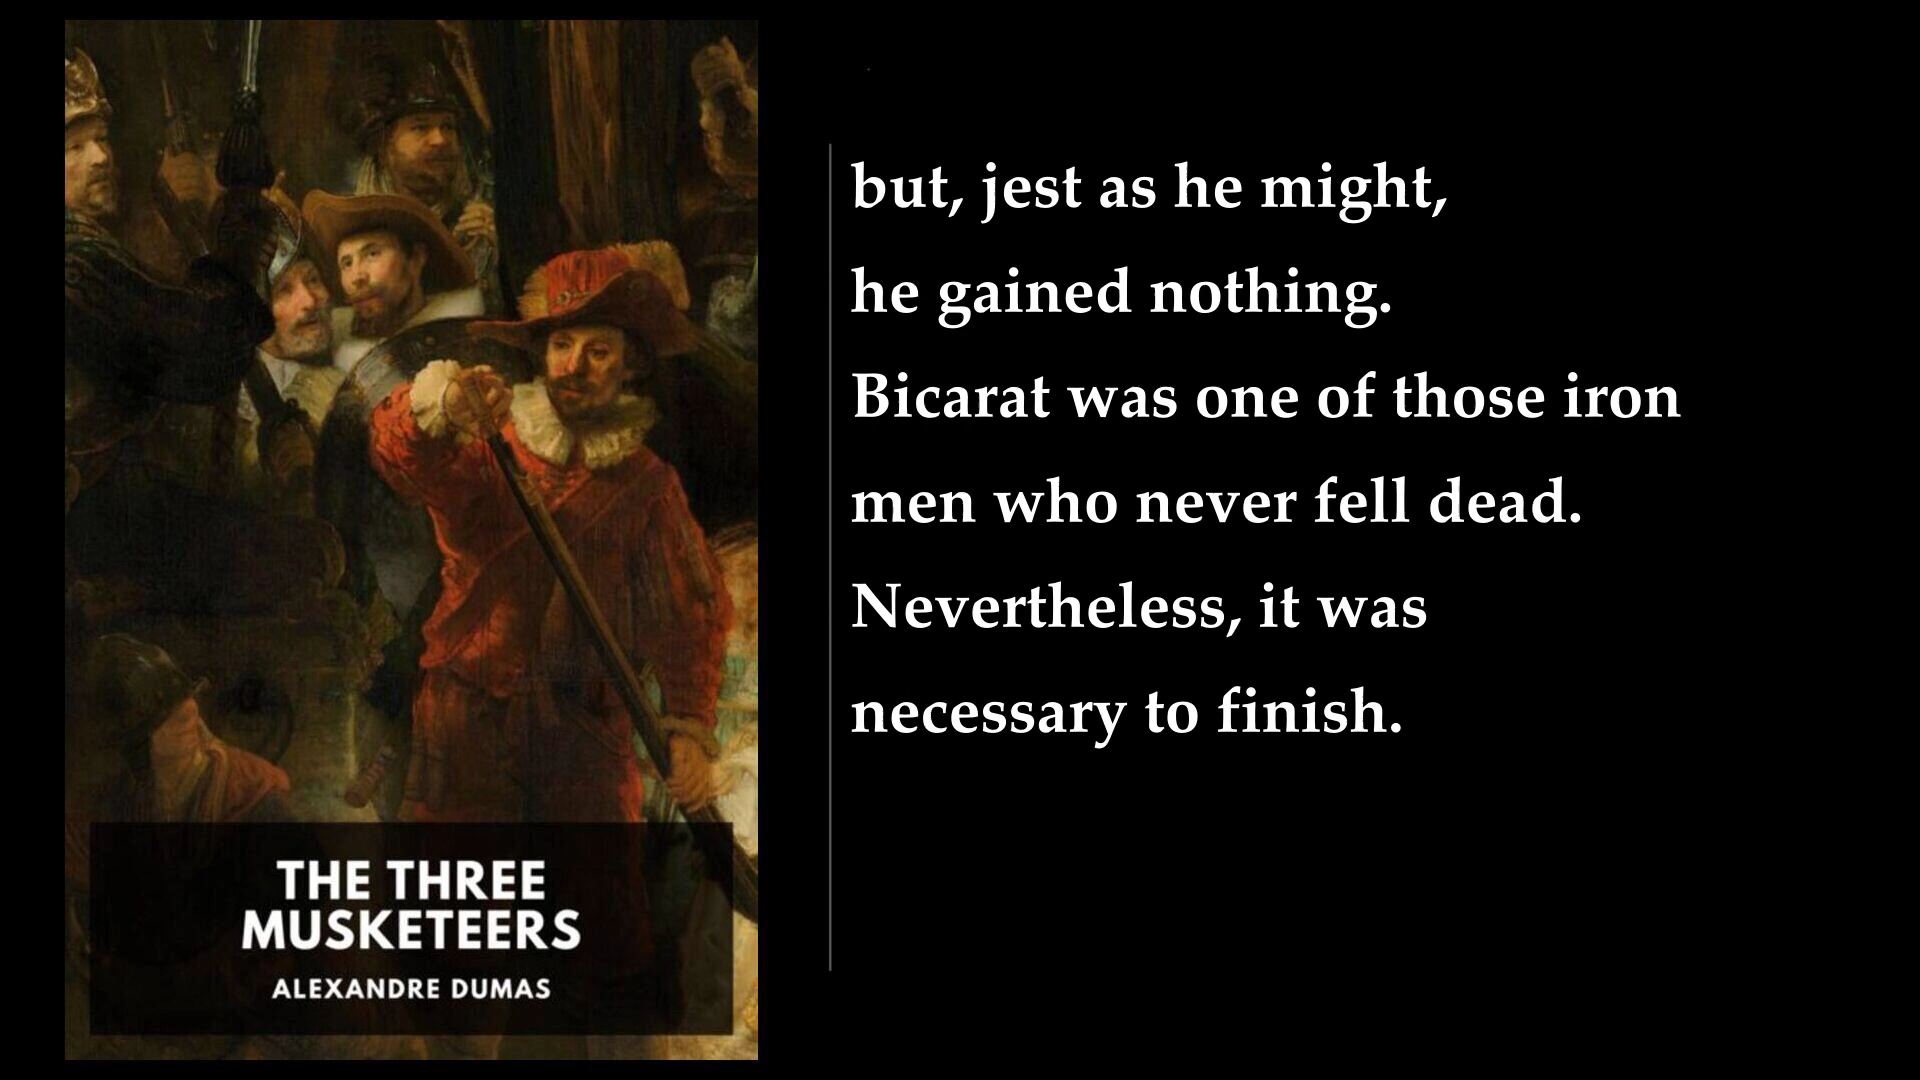 but, jest as he might,
he gained nothing.
Bicarat was one of those iron
men who never fell dead.
Nevertheless, it was
necessary to finish.
THE THREE
MUSKETEERS
ALEXANDRE DUMAS